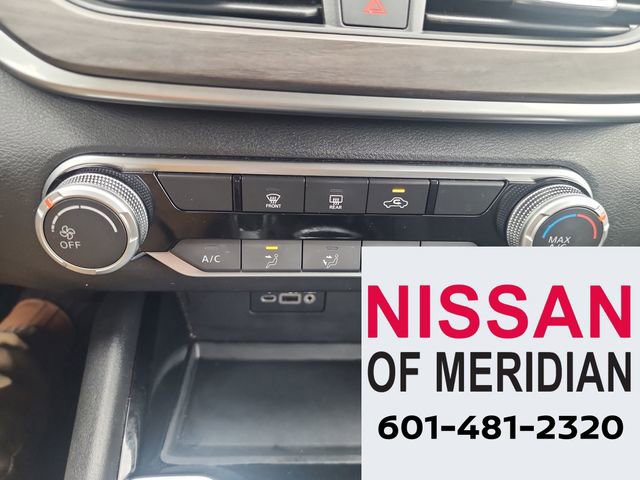 FRONT
REAR
OFF
A/C
MAX
A/C
NISSAN
OF MERIDIAN
601-481-2320